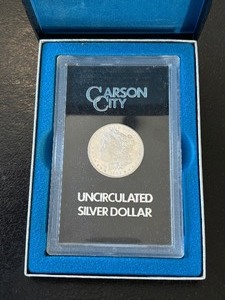 CARSON
CITY
UNCIRCULATED
SILVER DOLLAR